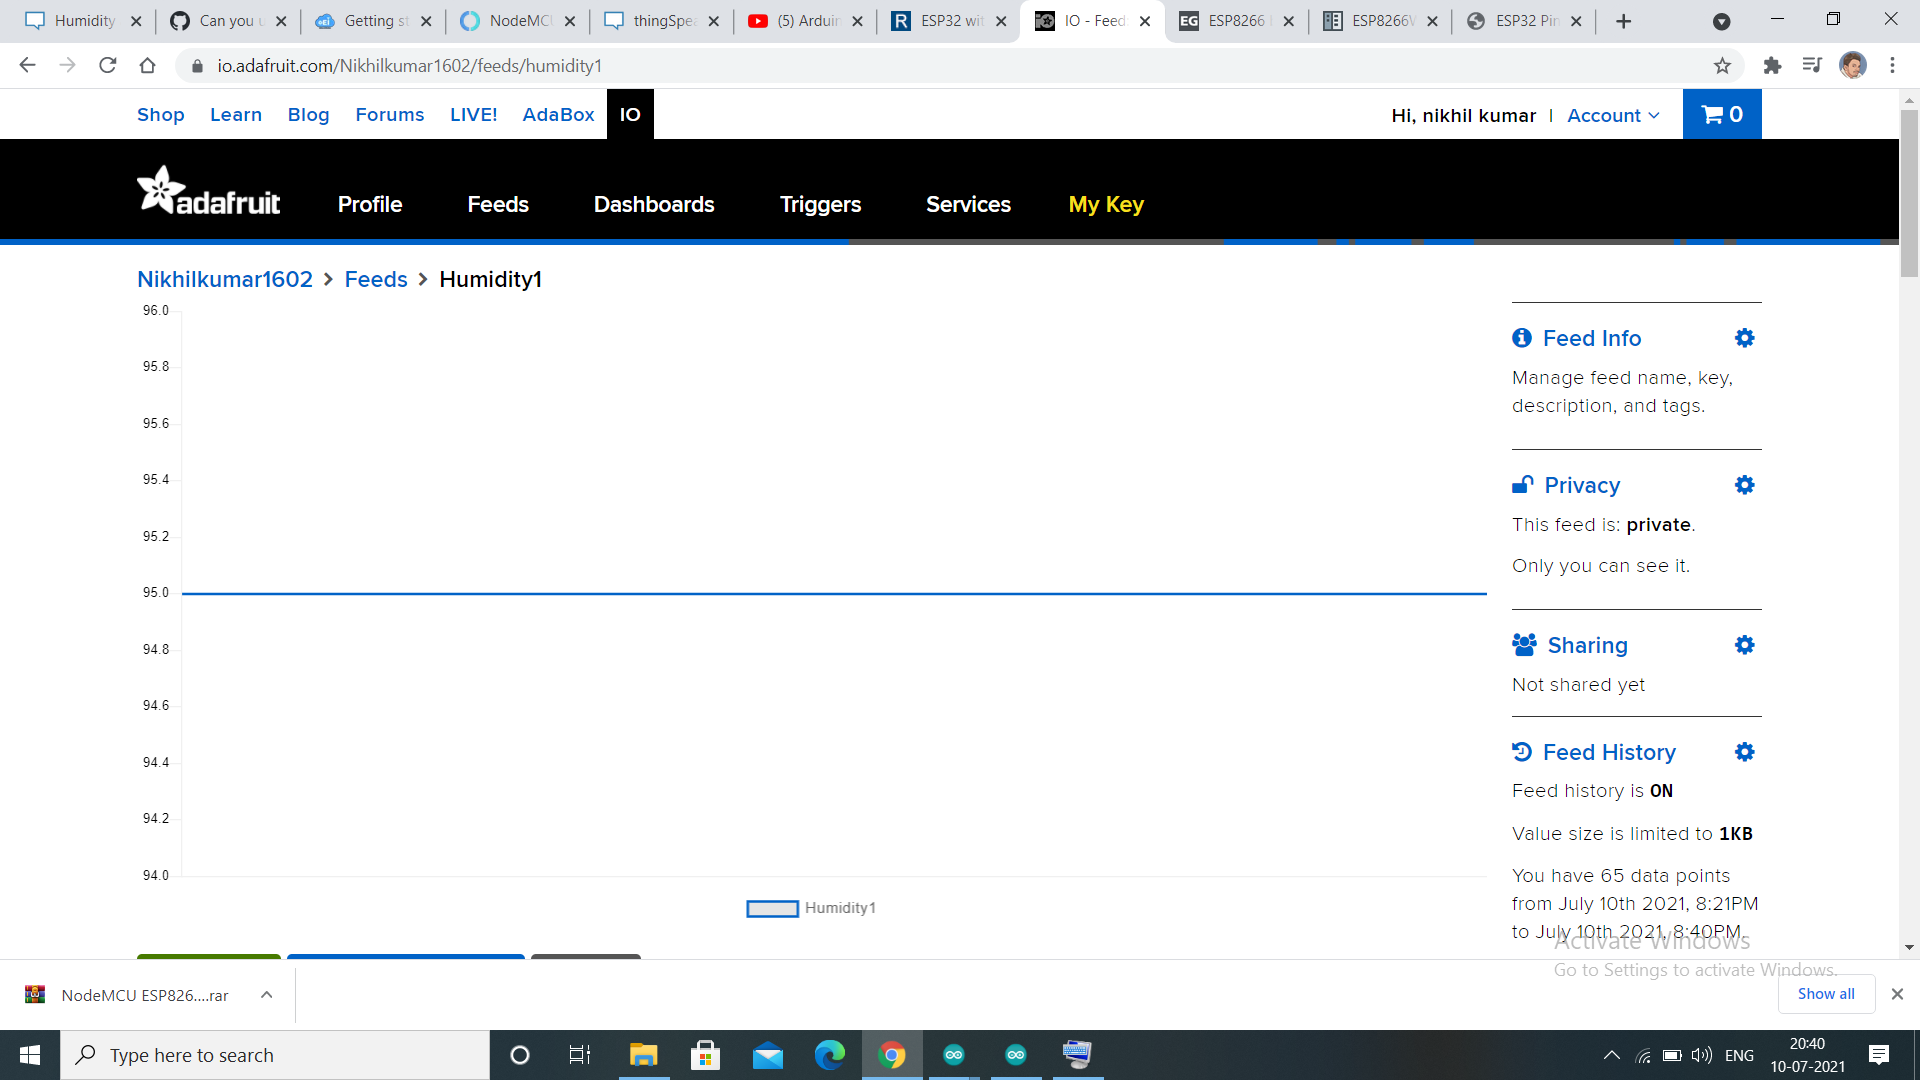 Humidity
Can you u
Getting st
NodeMCU
thingSpea
(5) Arduin
ESP32 wit
IO - Feed
ESP8266
ESP8266V
ESP32 Pin
io.adafruit.com/Nikhilkumar1602/feeds/humidity1
Shop Learn Blog Forums LIVE! AdaBox IO
Hi, nikhil kumar | Account 0
adafruit Profile Feeds Dashboards Triggers Services My Key
Nikhilkumar1602 > Feeds > Humidity1
96.0
95.8
95.6
95.4
95.2
95.0
94.8
94.6
94.4
94.2
94.0
Humidity1
Feed Info
Manage feed name, key,
description, and tags.
Privacy
This feed is: private.
Only you can see it.
Sharing
Not shared yet
Feed History
Feed history is ON
Value size is limited to 1KB
You have 65 data points
from July 10th 2021, 8:21PM
to July 10th 2021, 8:40PM.
Activate Windows
Go to Settings to activate Windows.
NodeMCU ESP826....rar
Show all
Type here to search
ENG
20:40
10-07-2021